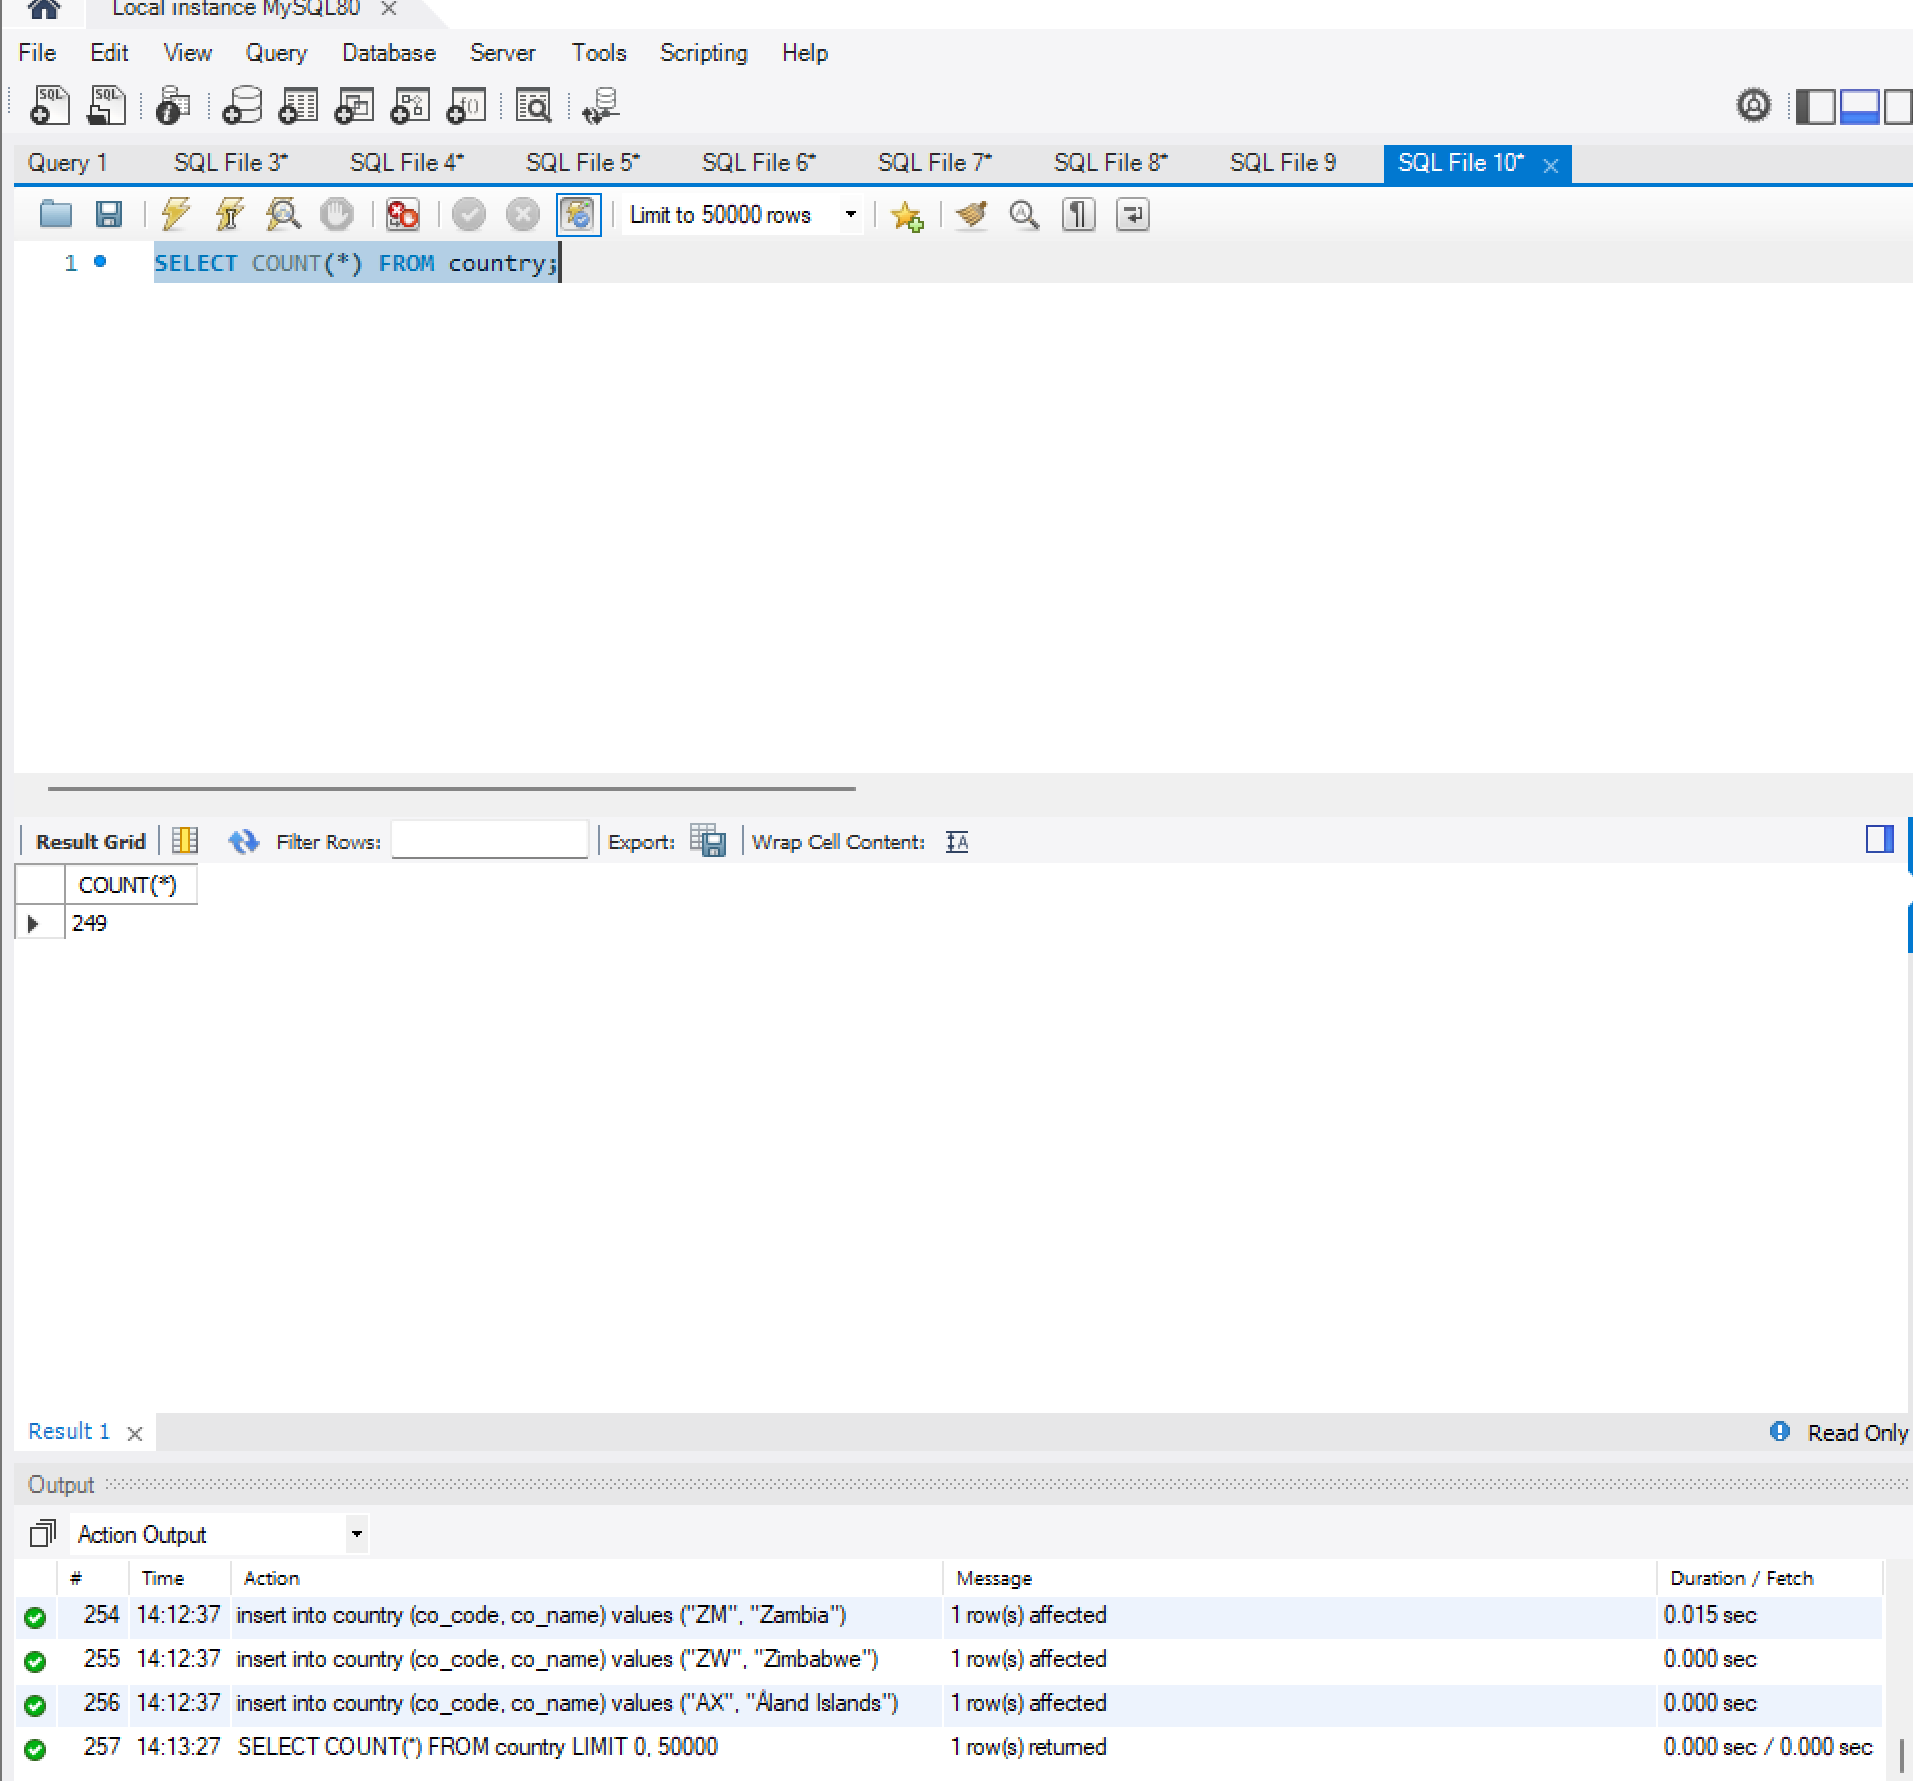 Local instance MySQL80
File Edit View Query Database Server Tools Scripting Help
Query 1 SQL File 3* SQL File 4* SQL File 5* SQL File 6* SQL File 7* SQL File 8* SQL File 9 SQL File 10*
Limit to 50000 rows
1 SELECT COUNT(*) FROM country;
Result Grid Filter Rows: Export: Wrap Cell Content:
COUNT(*)
249
Result 1 Read Only
Output
Action Output
# Time Action Message Duration / Fetch
254 14:12:37 insert into country (co_code, co_name) values ("ZM", "Zambia") 1 row(s) affected 0.015 sec
255 14:12:37 insert into country (co_code, co_name) values ("ZW", "Zimbabwe") 1 row(s) affected 0.000 sec
256 14:12:37 insert into country (co_code, co_name) values ("AX", "Åland Islands") 1 row(s) affected 0.000 sec
257 14:13:27 SELECT COUNT(*) FROM country LIMIT 0, 50000 1 row(s) returned 0.000 sec / 0.000 sec